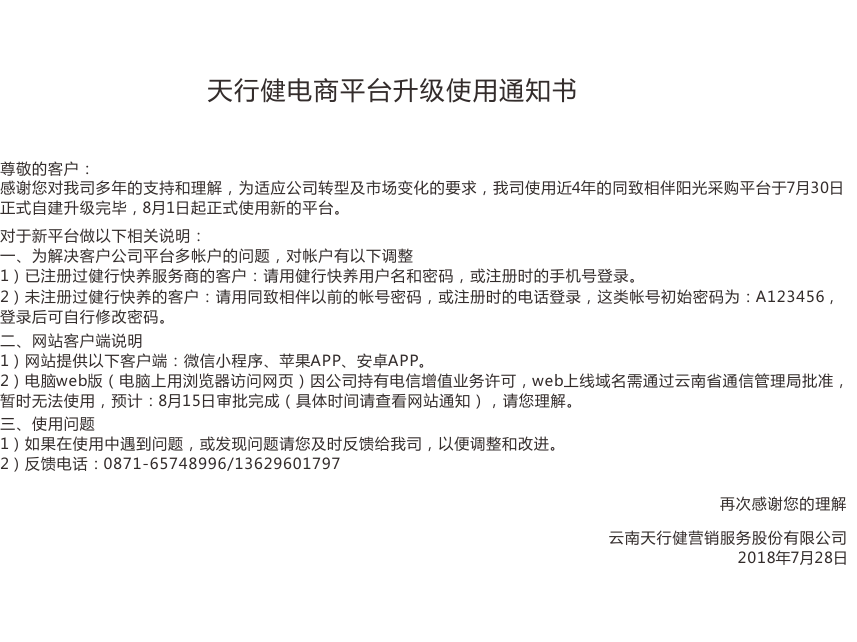 天行健电商平台升级使用通知书
尊敬的客户：
感谢您对我司多年的支持和理解，为适应公司转型及市场变化的要求，我司使用近4年的同致相伴阳光采购平台于7月30日
正式自建升级完毕，8月1日起正式使用新的平台。
对于新平台做以下相关说明：
一、为解决客户公司平台多帐户的问题，对帐户有以下调整
1）已注册过健行快养服务商的客户：请用健行快养用户名和密码，或注册时的手机号登录。
2）未注册过健行快养的客户：请用同致相伴以前的帐号密码，或注册时的电话登录，这类帐号初始密码为：A123456，
登录后可自行修改密码。
二、网站客户端说明
1）网站提供以下客户端：微信小程序、苹果APP、安卓APP。
2）电脑web版（电脑上用浏览器访问网页）因公司持有电信增值业务许可，web上线域名需通过云南省通信管理局批准，
暂时无法使用，预计：8月15日审批完成（具体时间请查看网站通知），请您理解。
三、使用问题
1）如果在使用中遇到问题，或发现问题请您及时反馈给我司，以便调整和改进。
2）反馈电话：0871-65748996/13629601797
再次感谢您的理解
云南天行健营销服务股份有限公司
2018年7月28日